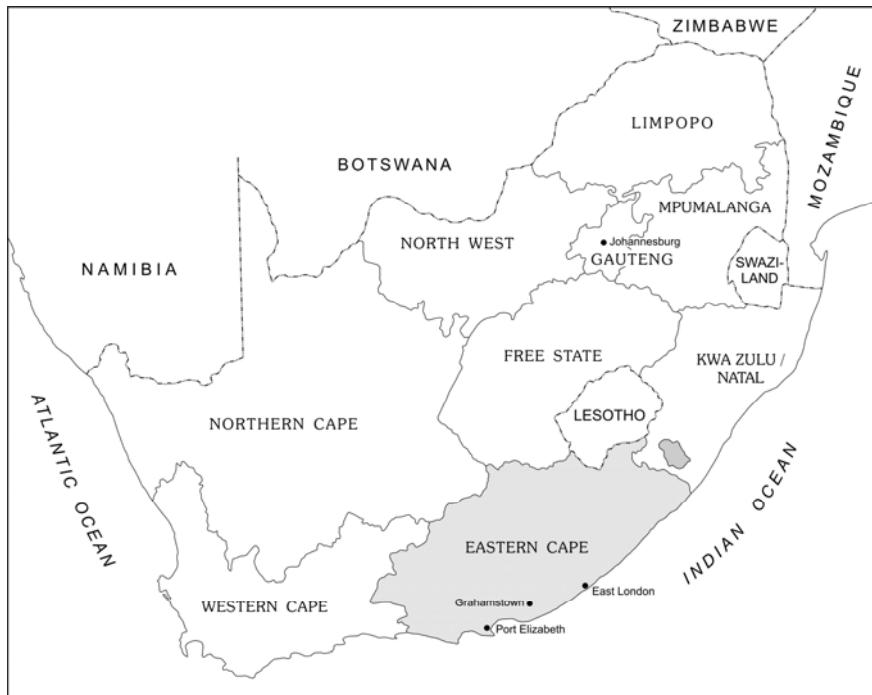 ZIMBABWE
MOZAMBIQUE
LIMPOPO
BOTSWANA
MPUMALANGA
NORTH WEST
Johannesburg
GAUTENG
SWAZI-
LAND
NAMIBIA
FREE STATE
KWA ZULU /
NATAL
LESOTHO
NORTHERN CAPE
ATLANTIC OCEAN
INDIAN OCEAN
EASTERN CAPE
East London
Grahamstown
WESTERN CAPE
Port Elizabeth